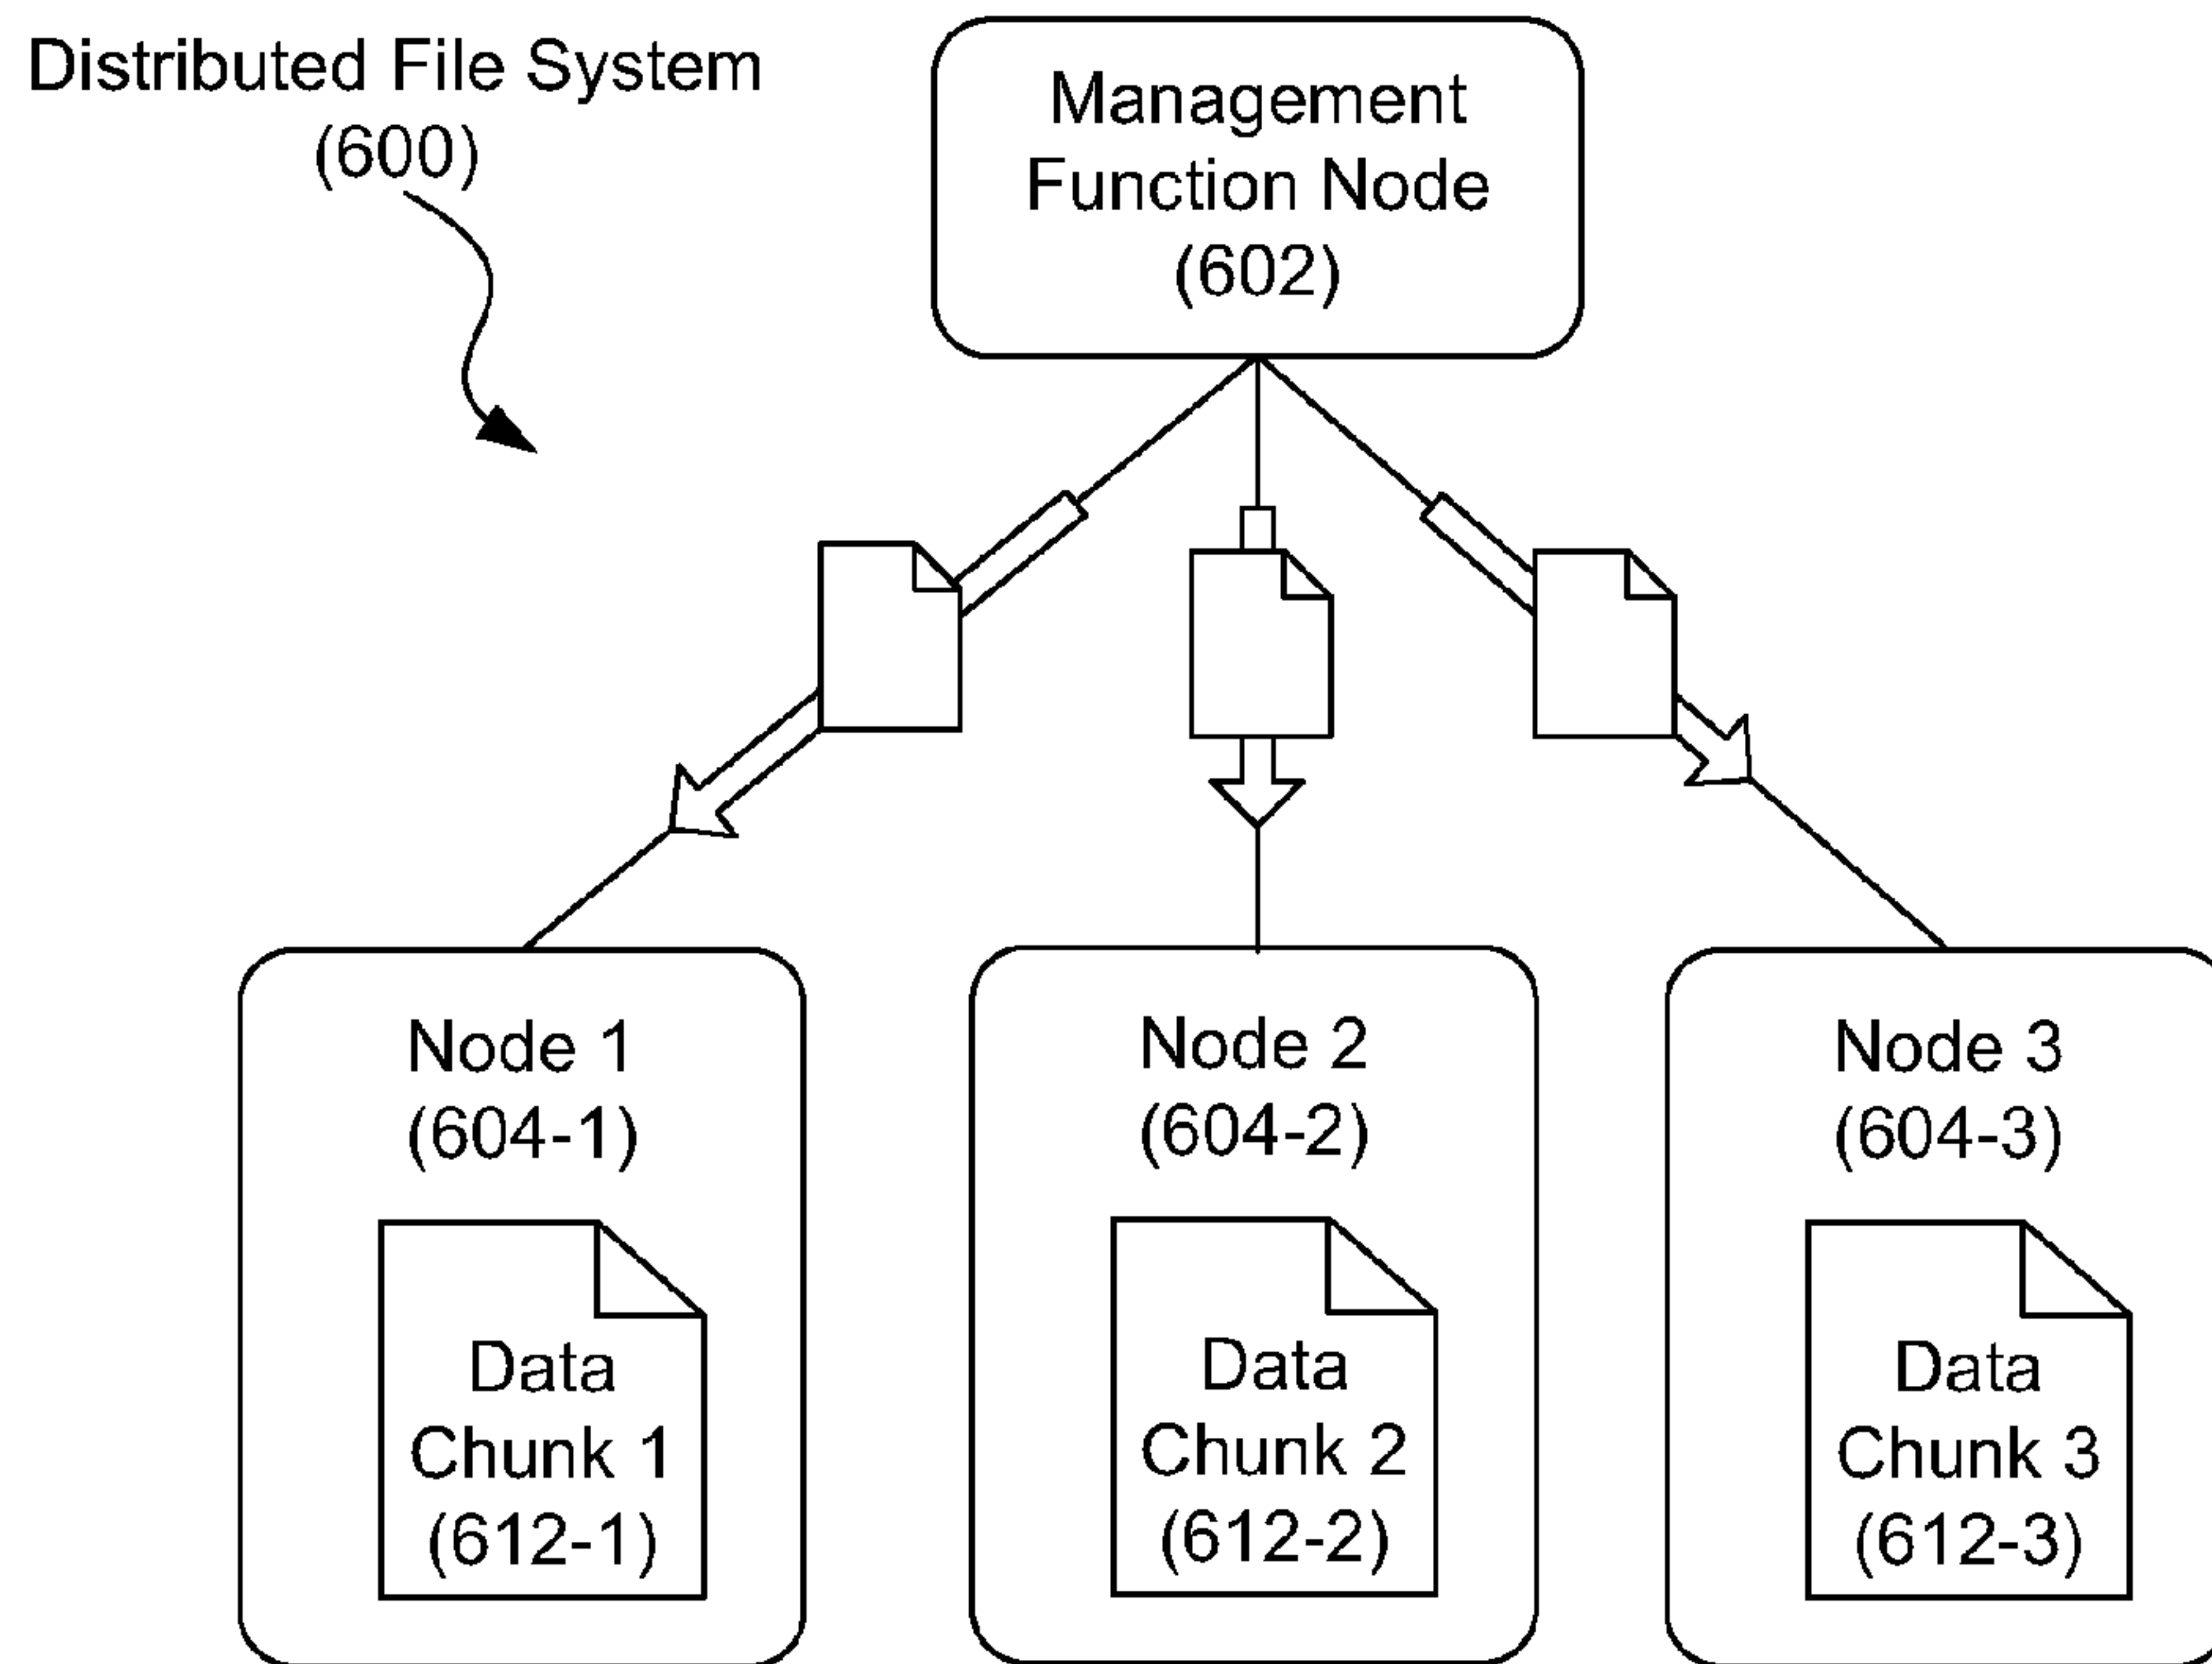 Distributed File System
(600)
Management
Function Node
(602)
Node 1
(604-1)
Data
Chunk 1
(612-1)
Node 2
(604-2)
Data
Chunk 2
(612-2)
Node 3
(604-3)
Data
Chunk 3
(612-3)